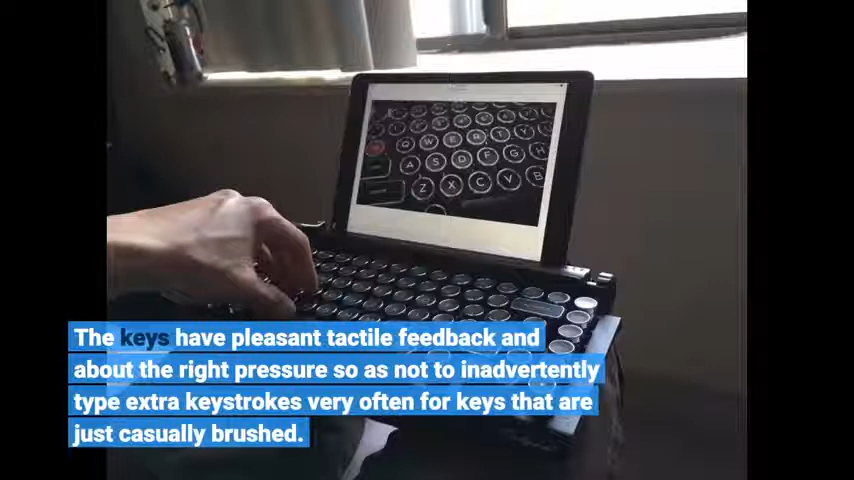 Q W E R T Y
A S D F G H
Z X C V B
The keys have pleasant tactile feedback and
about the right pressure so as not to inadvertently
type extra keystrokes very often for keys that are
just casually brushed.